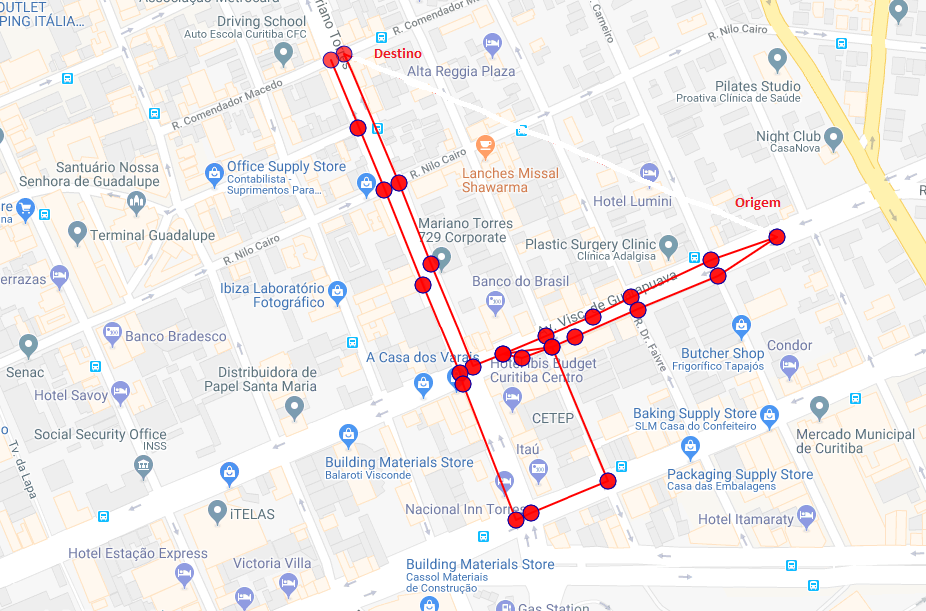 OUTLET
PING ITÁLIA...
Driving School
Auto Escola Curitiba CFC
R. Comendador Macedo
Destino
Alta Reggia Plaza
R. Nilo Cairo
Pilates Studio
Proativa Clínica de Saúde
R. Comendador Macedo
Night Club
CasaNova
Santuário Nossa
Senhora de Guadalupe
Office Supply Store
Contabilista -
Suprimentos Para...
R. Nilo Cairo
Lanches Missal
Shawarma
Hotel Lumini
Origem
Terminal Guadalupe
R. Nilo Cairo
Mariano Torres
729 Corporate
Plastic Surgery Clinic
Clínica Adalgisa
Ibiza Laboratório
Fotográfico
Banco do Brasil
Banco Bradesco
R. Dr. Faivre
Senac
A Casa dos Varais
Hotel Ibis Budget
Curitiba Centro
Butcher Shop
Frigorífico Tapajós
Condor
Distribuidora de
Papel Santa Maria
Hotel Savoy
CETEP
Baking Supply Store
SLM Casa do Confeiteiro
Social Security Office
INSS
Tv. da Lapa
Mercado Municipal
de Curitiba
Itaú
Building Materials Store
Balaroti Visconde
Packaging Supply Store
Casa das Embalagens
Nacional Inn Torres
iTELAS
Hotel Itamaraty
Hotel Estação Express
Victoria Villa
Building Materials Store
Cassol Materiais
de Construção
Gas Station